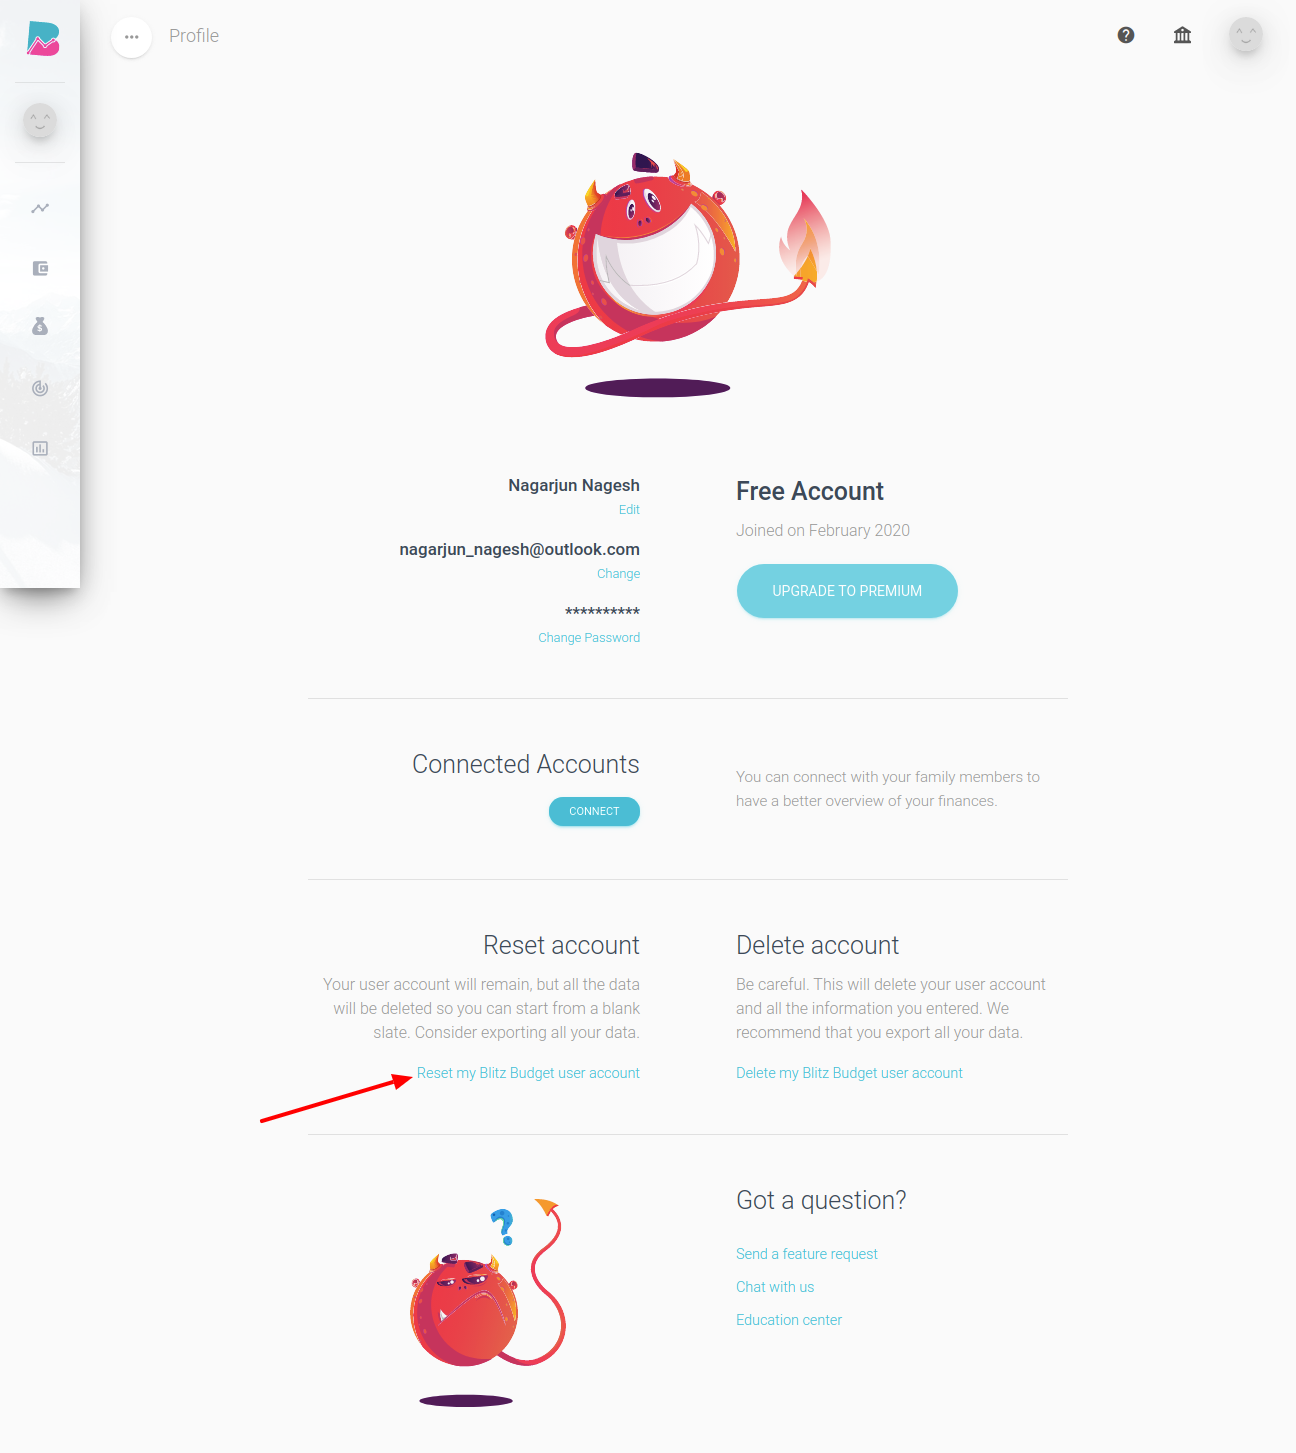 Profile
Nagarjun Nagesh
Edit
nagarjun_nagesh@outlook.com
Change
**********
Change Password
Free Account
Joined on February 2020
UPGRADE TO PREMIUM
Connected Accounts
CONNECT
You can connect with your family members to
have a better overview of your finances.
Reset account
Your user account will remain, but all the data
will be deleted so you can start from a blank
slate. Consider exporting all your data.
Reset my Blitz Budget user account
Delete account
Be careful. This will delete your user account
and all the information you entered. We
recommend that you export all your data.
Delete my Blitz Budget user account
?
Got a question?
Send a feature request
Chat with us
Education center